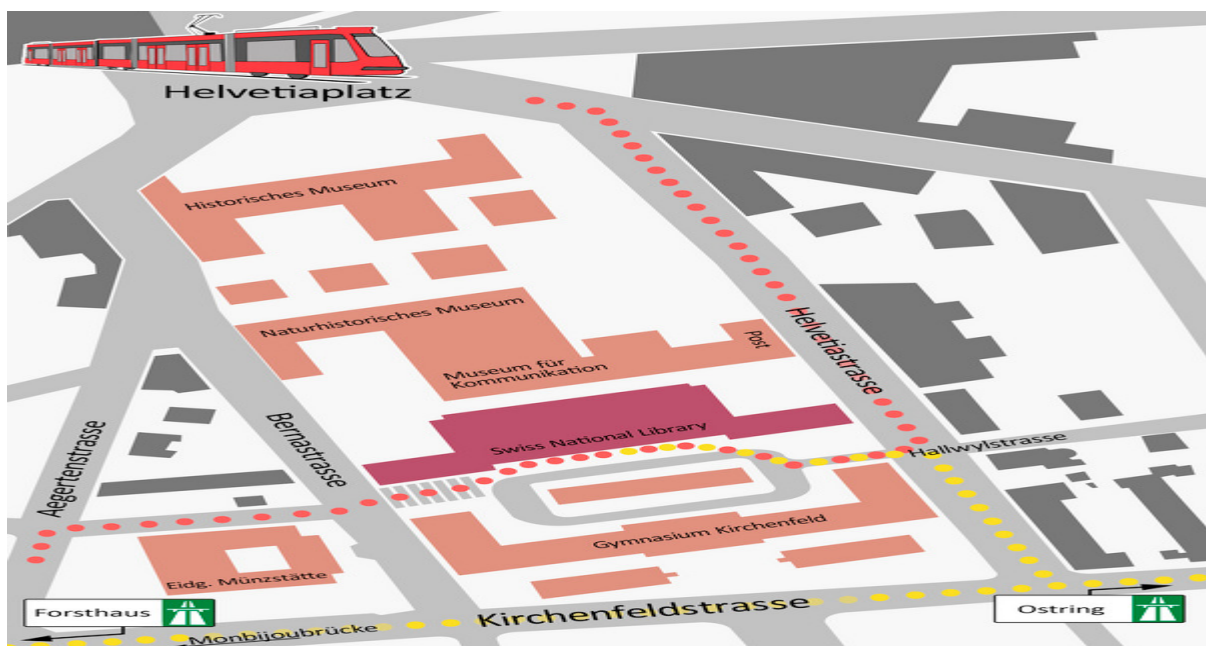 Helvetiaplatz
Historisches Museum
Naturhistorisches Museum
Museum für
Kommunikation
Post
Helvetiastrasse
Swiss National Library
Hallwylstrasse
Aegertenstrasse
Bernastrasse
Gymnasium Kirchenfeld
Eidg. Münzstätte
Forsthaus
Kirchenfeldstrasse
Ostring
Monbijoubrücke